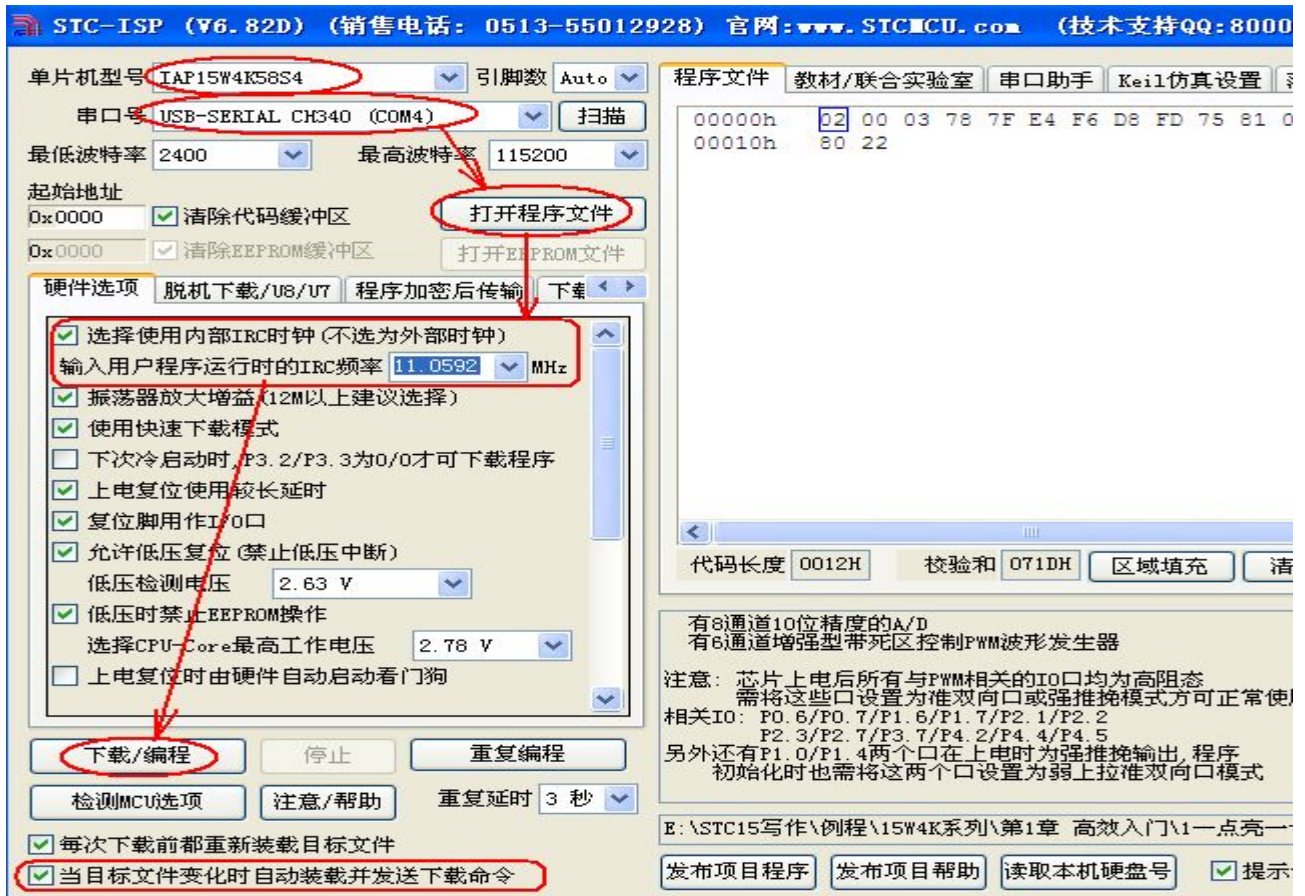 STC-ISP (V6.82D) (销售电话: 0513-55012928) 官网:www.STCMCU.com (技术支持QQ:8000
单片机型号 IAP15W4K58S4 引脚数 Auto
串口号 USB-SERIAL CH340 (COM4) 扫描
最低波特率 2400 最高波特率 115200
起始地址
0x0000 清除代码缓冲区 打开程序文件
0x0000 清除EEPROM缓冲区 打开EEPROM文件
硬件选项 脱机下载/U8/U7 程序加密后传输
选择使用内部IRC时钟(不选为外部时钟)
输入用户程序运行时的IRC频率 11.0592 MHz
振荡器放大增益(12M以上建议选择)
使用快速下载模式
下次冷启动时,P3.2/P3.3为0/0才可下载程序
上电复位使用较长延时
复位脚用作I/O口
允许低压复位(禁止低压中断)
低压检测电压 2.63 V
低压时禁止EEPROM操作
选择CPU-Core最高工作电压 2.78 V
上电复位时由硬件自动启动看门狗
下载/编程 停止 重复编程
检测MCU选项 注意/帮助 重复延时 3 秒
每次下载前都重新装载目标文件
当目标文件变化时自动装载并发送下载命令
程序文件 教材/联合实验室 串口助手 Keil仿真设置
00000h 02 00 03 78 7F E4 F6 D8 FD 75 81 0
00010h 80 22
代码长度 0012H 校验和 071DH 区域填充 清
有8通道10位精度的A/D
有6通道增强型带死区控制PWM波形发生器
注意: 芯片上电后所有与PWM相关的IO口均为高阻态
需将这些口设置为准双向口或强推挽模式方可正常使
相关IO: P0.6/P0.7/P1.6/P1.7/P2.1/P2.2
P2.3/P2.7/P3.7/P4.2/P4.4/P4.5
另外还有P1.0/P1.4两个口在上电时为强推挽输出,程序
初始化时也需将这两个口设置为弱上拉准双向口模式
E:\STC15写作\例程\15W4K系列\第1章 高效入门\1—点亮一
发布项目程序 发布项目帮助 读取本机硬盘号 提示